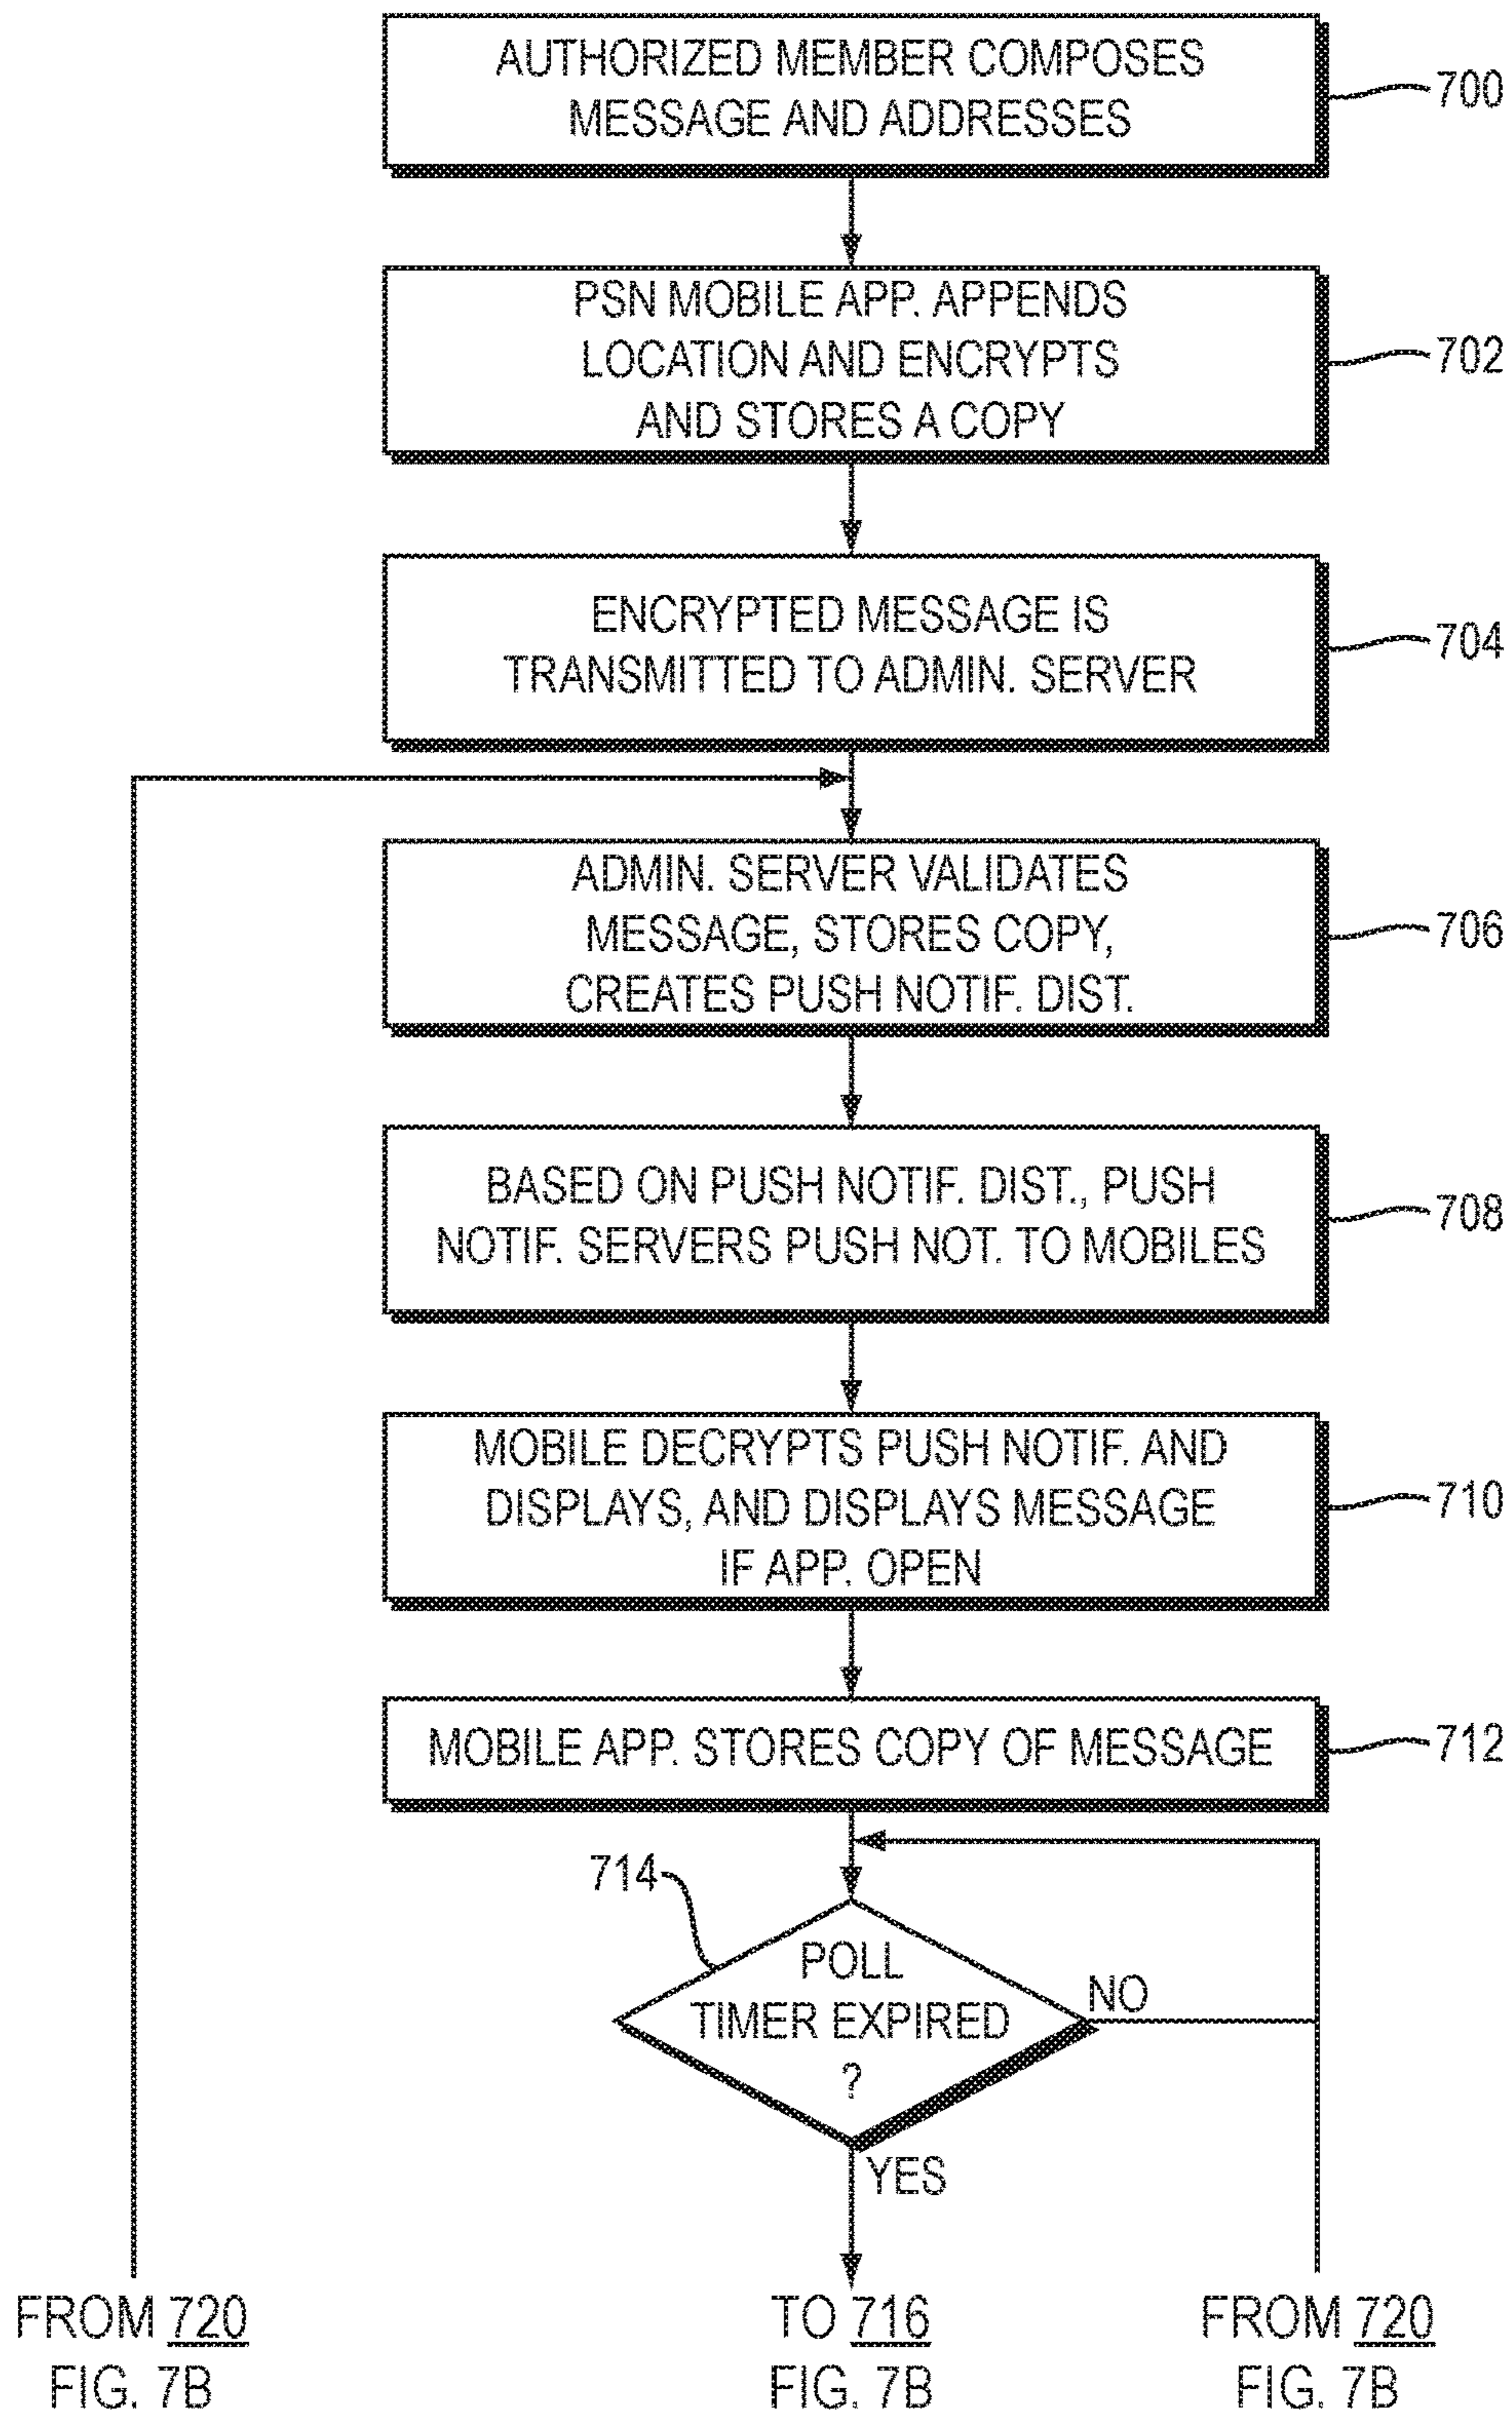 AUTHORIZED MEMBER COMPOSES
MESSAGE AND ADDRESSES
700
PSN MOBILE APP. APPENDS
LOCATION AND ENCRYPTS
AND STORES A COPY
702
ENCRYPTED MESSAGE IS
TRANSMITTED TO ADMIN. SERVER
704
ADMIN. SERVER VALIDATES
MESSAGE, STORES COPY,
CREATES PUSH NOTIF. DIST.
706
BASED ON PUSH NOTIF. DIST., PUSH
NOTIF. SERVERS PUSH NOT. TO MOBILES
708
MOBILE DECRYPTS PUSH NOTIF. AND
DISPLAYS, AND DISPLAYS MESSAGE
IF APP. OPEN
710
MOBILE APP. STORES COPY OF MESSAGE
712
714
POLL
TIMER EXPIRED
?
NO
YES
FROM 720
FIG. 7B
TO 716
FIG. 7B
FROM 720
FIG. 7B